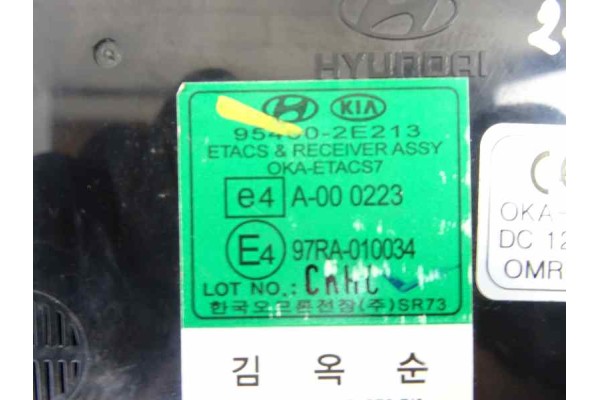 HYUNDAI
KIA
95400-2E213
ETACS & RECEIVER ASSY
OKA-ETACS7
e4 A-00 0223
E4 97RA-010034
LOT NO.:
한국오므론전장(주)SR73
김 옥 순
CE
OKA-
DC 12
OMR